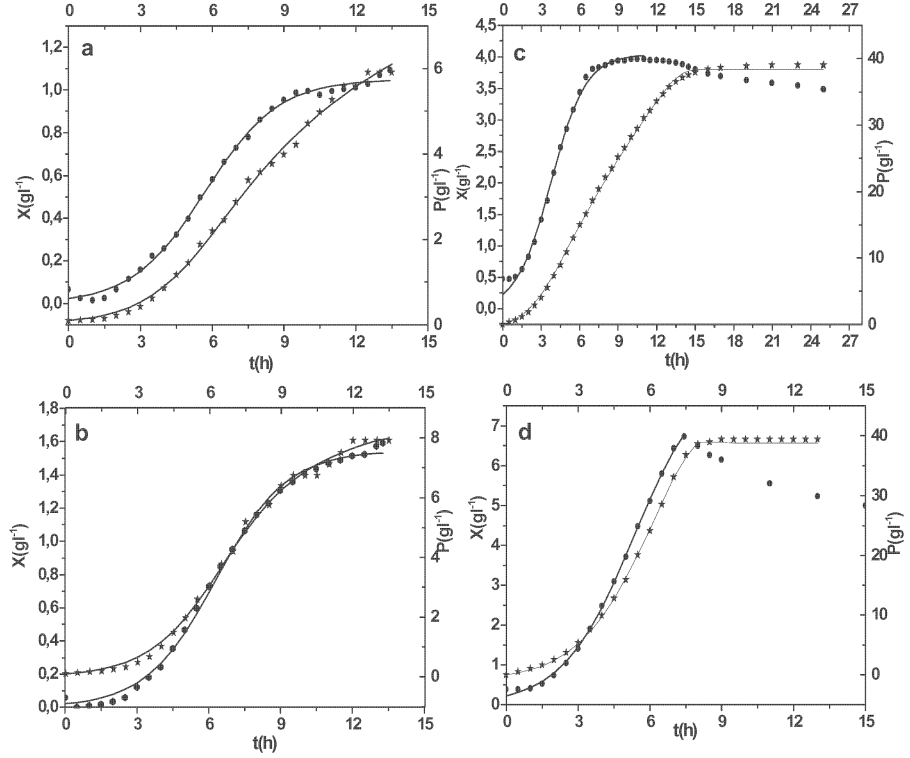 0 3 6 9 12 15
a
1,2
1,0
0,8
0,6
0,4
0,2
0,0
X(gl-1)
6
4
2
0
P(gl-1)
0 3 6 9 12 15
t(h)
0 3 6 9 12 15 18 21 24 27
c
4,5
4,0
3,5
3,0
2,5
2,0
1,5
1,0
0,5
0,0
X(gl-1)
40
30
20
10
0
P(gl-1)
0 3 6 9 12 15 18 21 24 27
t(h)
0 3 6 9 12 15
b
1,8
1,6
1,4
1,2
1,0
0,8
0,6
0,4
0,2
0,0
X(gl-1)
8
6
4
2
0
P(gl-1)
0 3 6 9 12 15
t(h)
0 3 6 9 12 15
d
7
6
5
4
3
2
1
0
X(gl-1)
40
30
20
10
0
P(gl-1)
0 3 6 9 12 15
t(h)